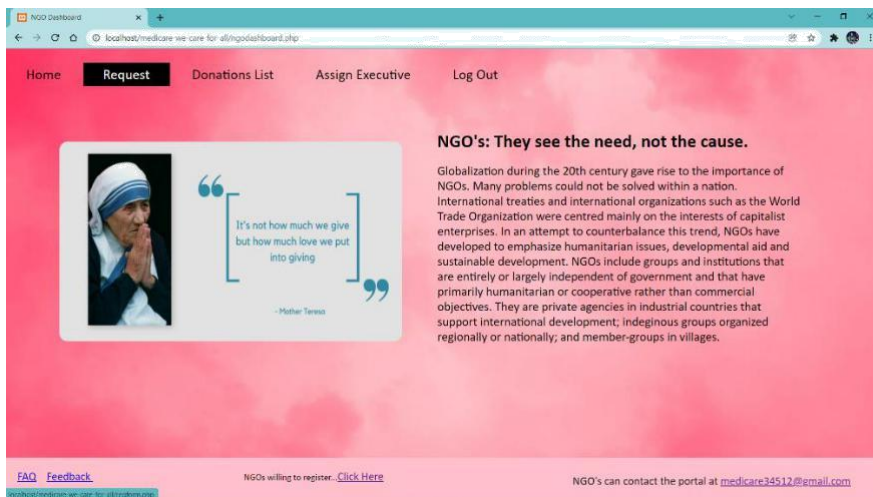 NGO Dashboard
localhost/medicare we care for all/ngodashboard.php
Home Request Donations List Assign Executive Log Out
NGO's: They see the need, not the cause.
Globalization during the 20th century gave rise to the importance of
NGOs. Many problems could not be solved within a nation.
International treaties and international organizations such as the World
Trade Organization were centred mainly on the interests of capitalist
enterprises. In an attempt to counterbalance this trend, NGOs have
developed to emphasize humanitarian issues, developmental aid and
sustainable development. NGOs include groups and institutions that
are entirely or largely independent of government and that have
primarily humanitarian or cooperative rather than commercial
objectives. They are private agencies in industrial countries that
support international development; indeginous groups organized
regionally or nationally; and member-groups in villages.
“
It's not how much we give
but how much love we put
into giving
”
- Mother Teresa
FAQ Feedback
NGOs willing to register...Click Here
NGO's can contact the portal at medicare34512@gmail.com
localhost/medicare we care for all/